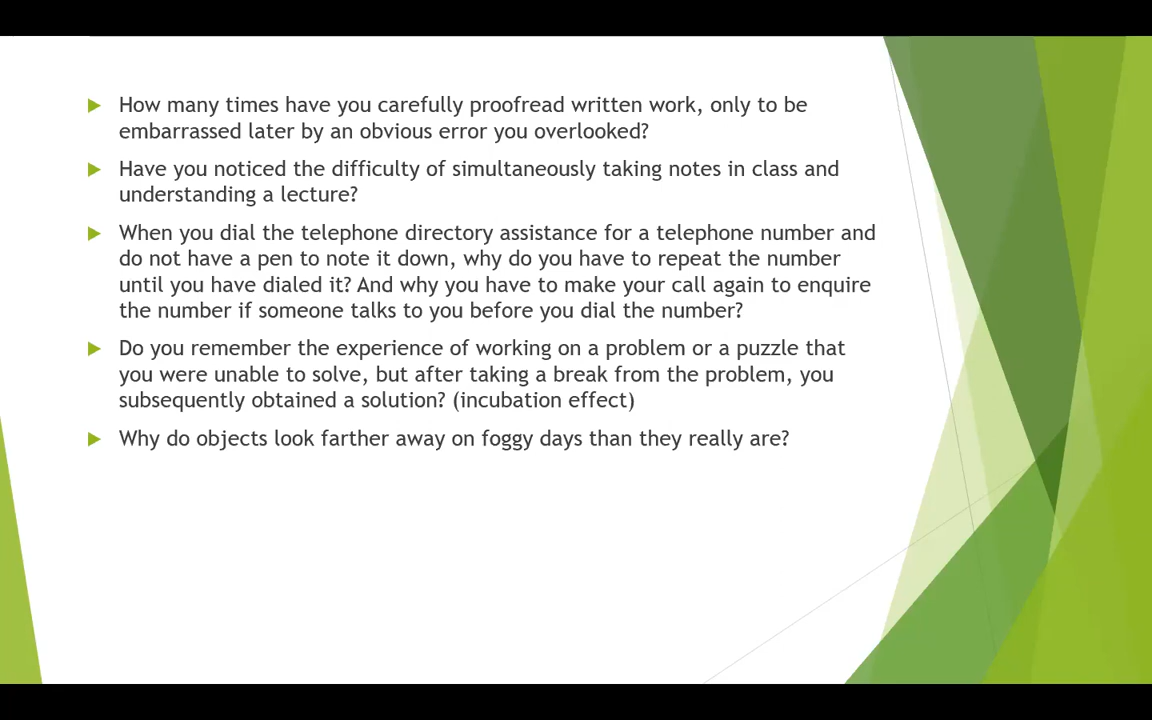 How many times have you carefully proofread written work, only to be
embarrassed later by an obvious error you overlooked?
Have you noticed the difficulty of simultaneously taking notes in class and
understanding a lecture?
When you dial the telephone directory assistance for a telephone number and
do not have a pen to note it down, why do you have to repeat the number
until you have dialed it? And why you have to make your call again to enquire
the number if someone talks to you before you dial the number?
Do you remember the experience of working on a problem or a puzzle that
you were unable to solve, but after taking a break from the problem, you
subsequently obtained a solution? (incubation effect)
Why do objects look farther away on foggy days than they really are?